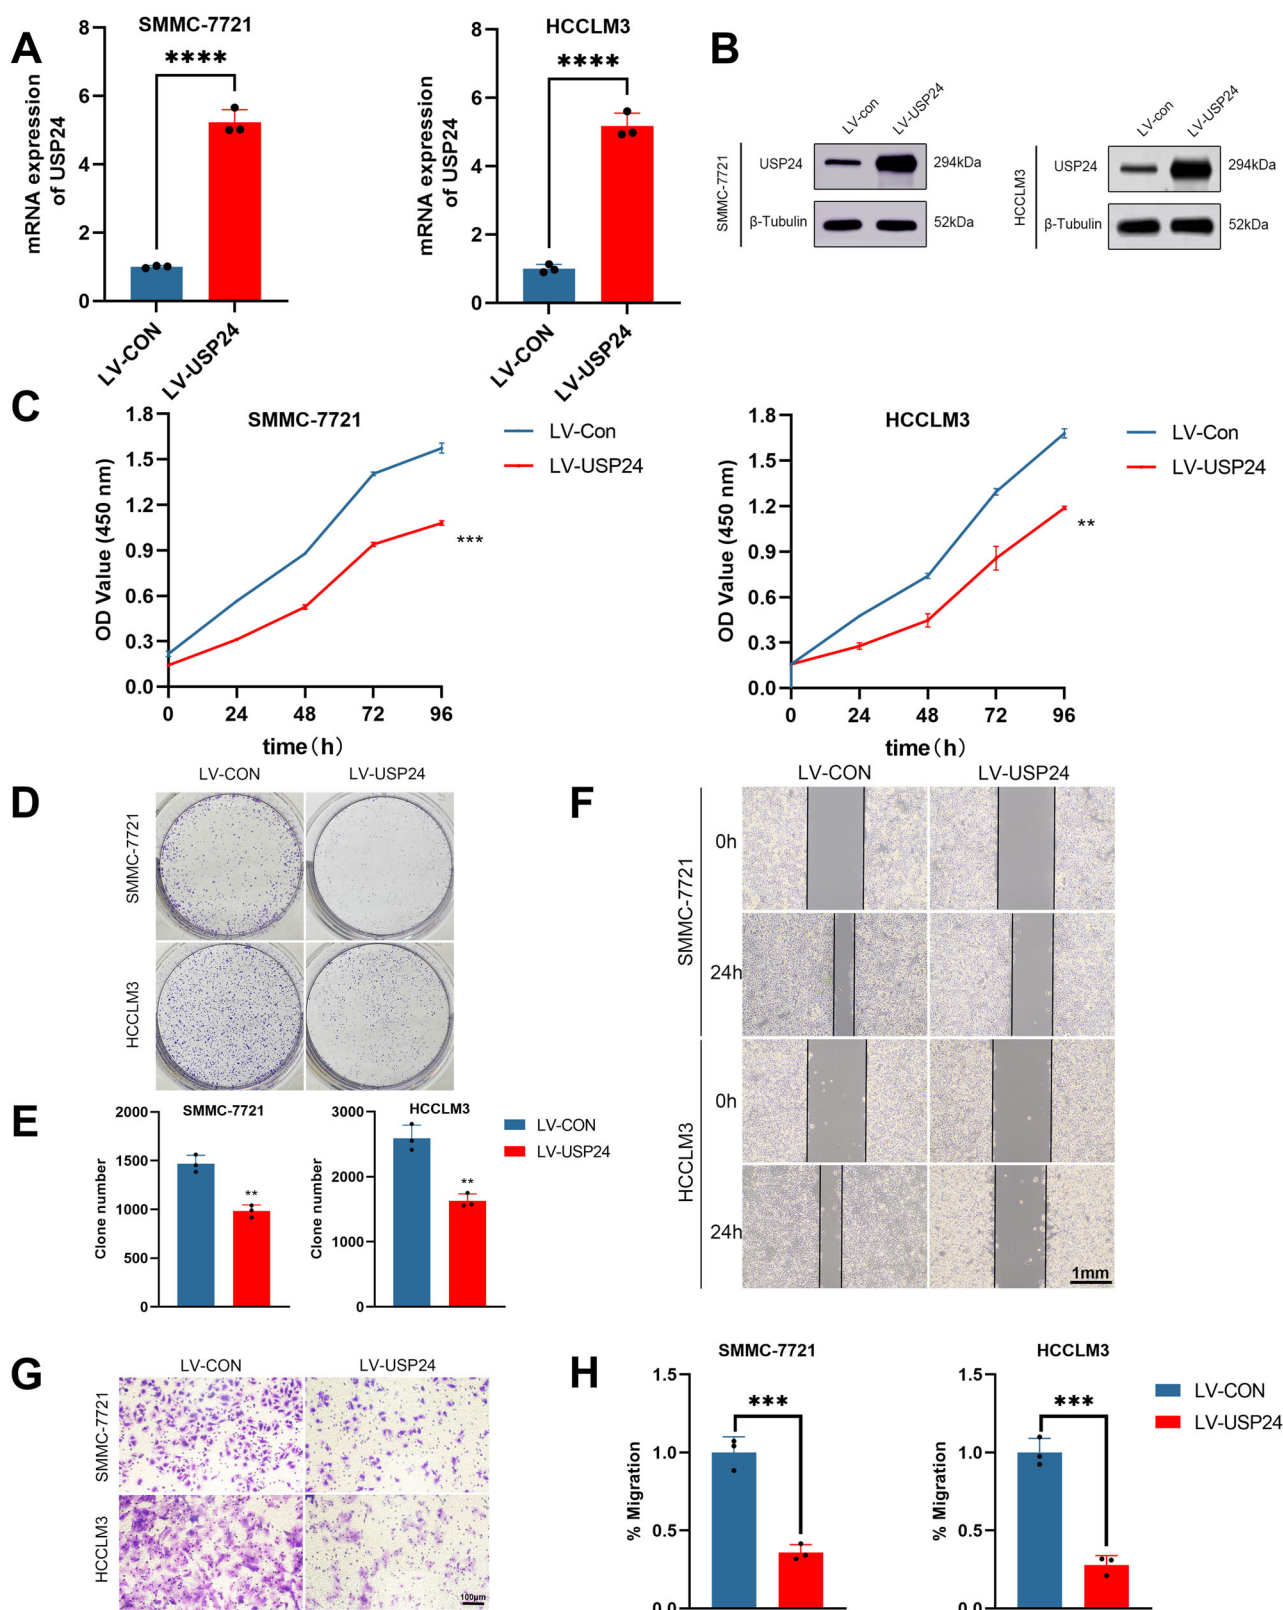 A
SMMC-7721
****
mRNA expression
of USP24
8
6
4
2
0
LV-CON
LV-USP24
HCCLM3
****
mRNA expression
of USP24
8
6
4
2
0
LV-CON
LV-USP24
B
LV-con
LV-USP24
SMMC-7721
USP24
294kDa
β-Tubulin
52kDa
LV-con
LV-USP24
HCCLM3
USP24
294kDa
β-Tubulin
52kDa
C
SMMC-7721
OD Value (450 nm)
1.8
1.5
1.2
0.9
0.6
0.3
0.0
0 24 48 72 96
time(h)
LV-Con
LV-USP24
***
HCCLM3
OD Value (450 nm)
1.8
1.5
1.2
0.9
0.6
0.3
0.0
0 24 48 72 96
time(h)
LV-Con
LV-USP24
**
D
LV-CON LV-USP24
SMMC-7721
HCCLM3
E
SMMC-7721
Clone number
2000
1500
1000
500
0
**
HCCLM3
Clone number
3000
2000
1000
0
**
LV-CON
LV-USP24
F
LV-CON LV-USP24
SMMC-7721
0h
24h
HCCLM3
0h
24h
1mm
G
LV-CON LV-USP24
SMMC-7721
HCCLM3
100μm
H
SMMC-7721
% Migration
1.5
1.0
0.5
0.0
***
HCCLM3
% Migration
1.5
1.0
0.5
0.0
***
LV-CON
LV-USP24